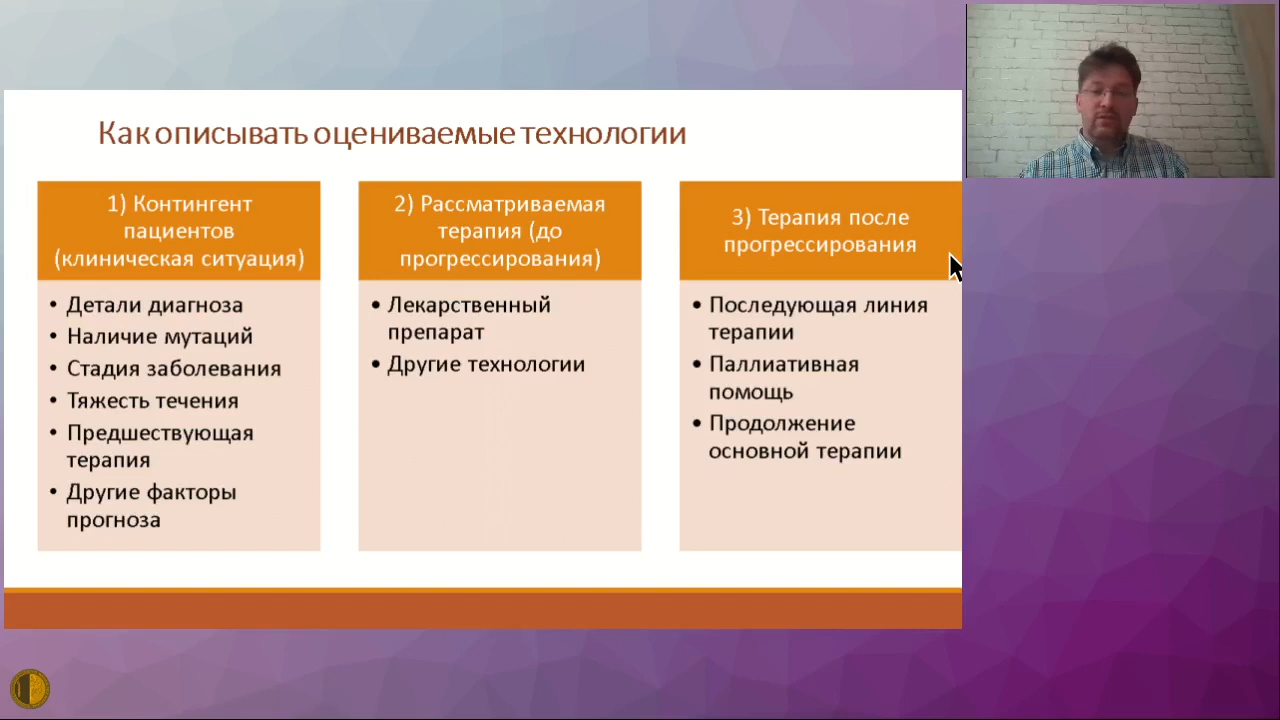 Как описывать оцениваемые технологии
1) Контингент
пациентов
(клиническая ситуация)
• Детали диагноза
• Наличие мутаций
• Стадия заболевания
• Тяжесть течения
• Предшествующая
терапия
• Другие факторы
прогноза
2) Рассматриваемая
терапия (до
прогрессирования)
• Лекарственный
препарат
• Другие технологии
3) Терапия после
прогрессирования
• Последующая линия
терапии
• Паллиативная
помощь
• Продолжение
основной терапии